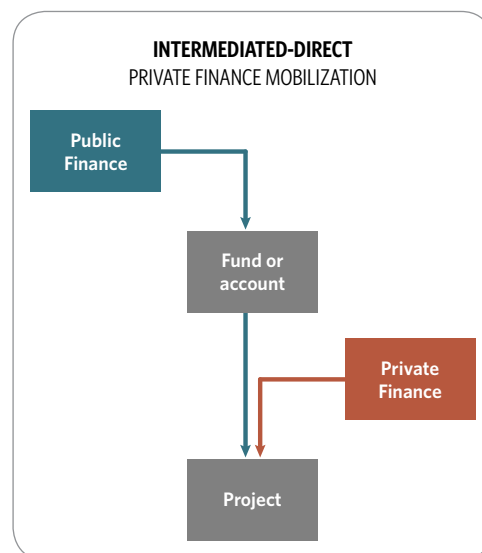 INTERMEDIATED-DIRECT
PRIVATE FINANCE MOBILIZATION
Public
Finance
Fund or
account
Private
Finance
Project